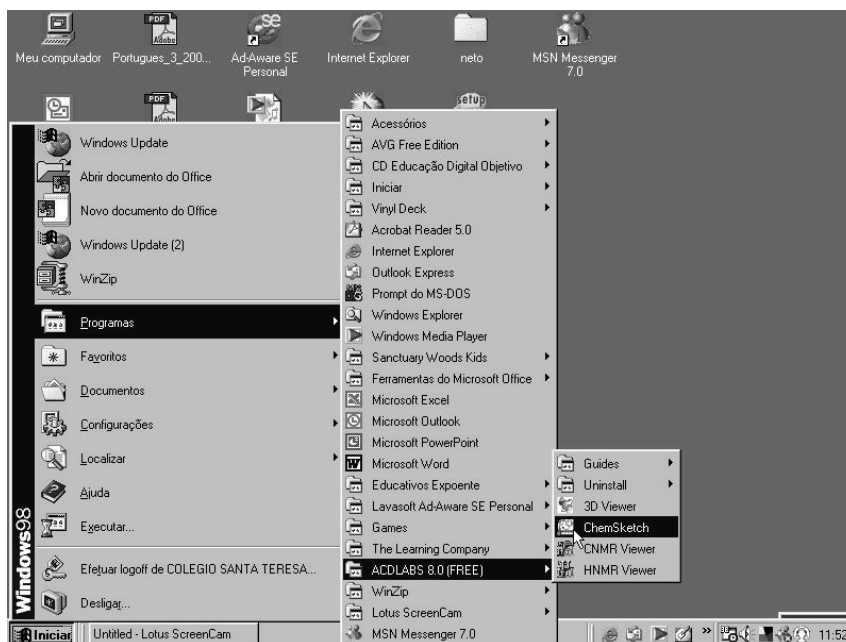 Meu computador
Portugues_3_200...
Ad-Aware SE
Personal
Internet Explorer
neto
MSN Messenger
7.0
PDF
Adobe
PDF
Adobe
setup
Windows Update
Abrir documento do Office
Novo documento do Office
Windows Update (2)
WinZip
Programas
Favoritos
Documentos
Configurações
Localizar
Ajuda
Executar...
Efetuar logoff de COLEGIO SANTA TERESA...
Desligar...
Windows98
Acessórios
AVG Free Edition
CD Educação Digital Objetivo
Iniciar
Vinyl Deck
Acrobat Reader 5.0
Internet Explorer
Outlook Express
Prompt do MS-DOS
Windows Explorer
Windows Media Player
Sanctuary Woods Kids
Ferramentas do Microsoft Office
Microsoft Excel
Microsoft Outlook
Microsoft PowerPoint
Microsoft Word
Educativos Expoente
Lavasoft Ad-Aware SE Personal
Games
The Learning Company
ACDLABS 8.0 (FREE)
WinZip
Lotus ScreenCam
MSN Messenger 7.0
Guides
Uninstall
3D Viewer
ChemSketch
CNMR Viewer
HNMR Viewer
Iniciar
Untitled - Lotus ScreenCam
11:52